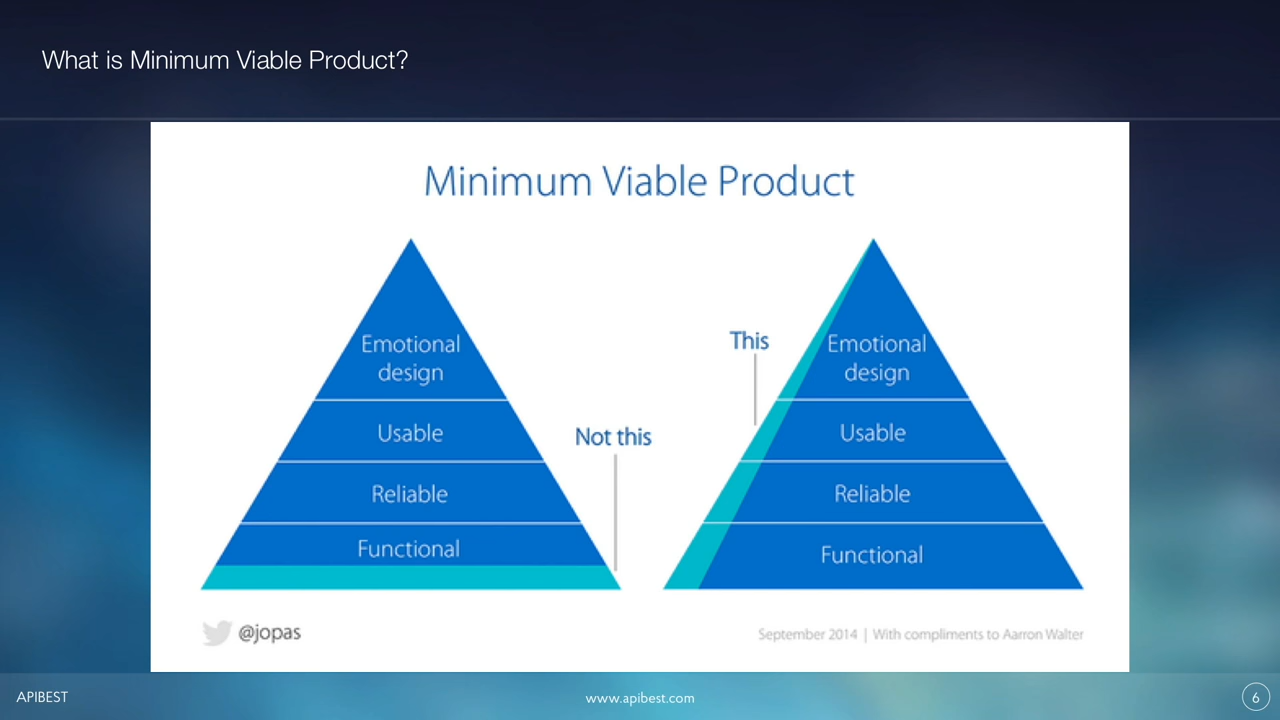 What is Minimum Viable Product?
Minimum Viable Product
Emotional
design
Usable
Reliable
Functional
Not this
This
Emotional
design
Usable
Reliable
Functional
@jopas
September 2014 | With compliments to Aarron Walter
APIBEST
www.apibest.com
6